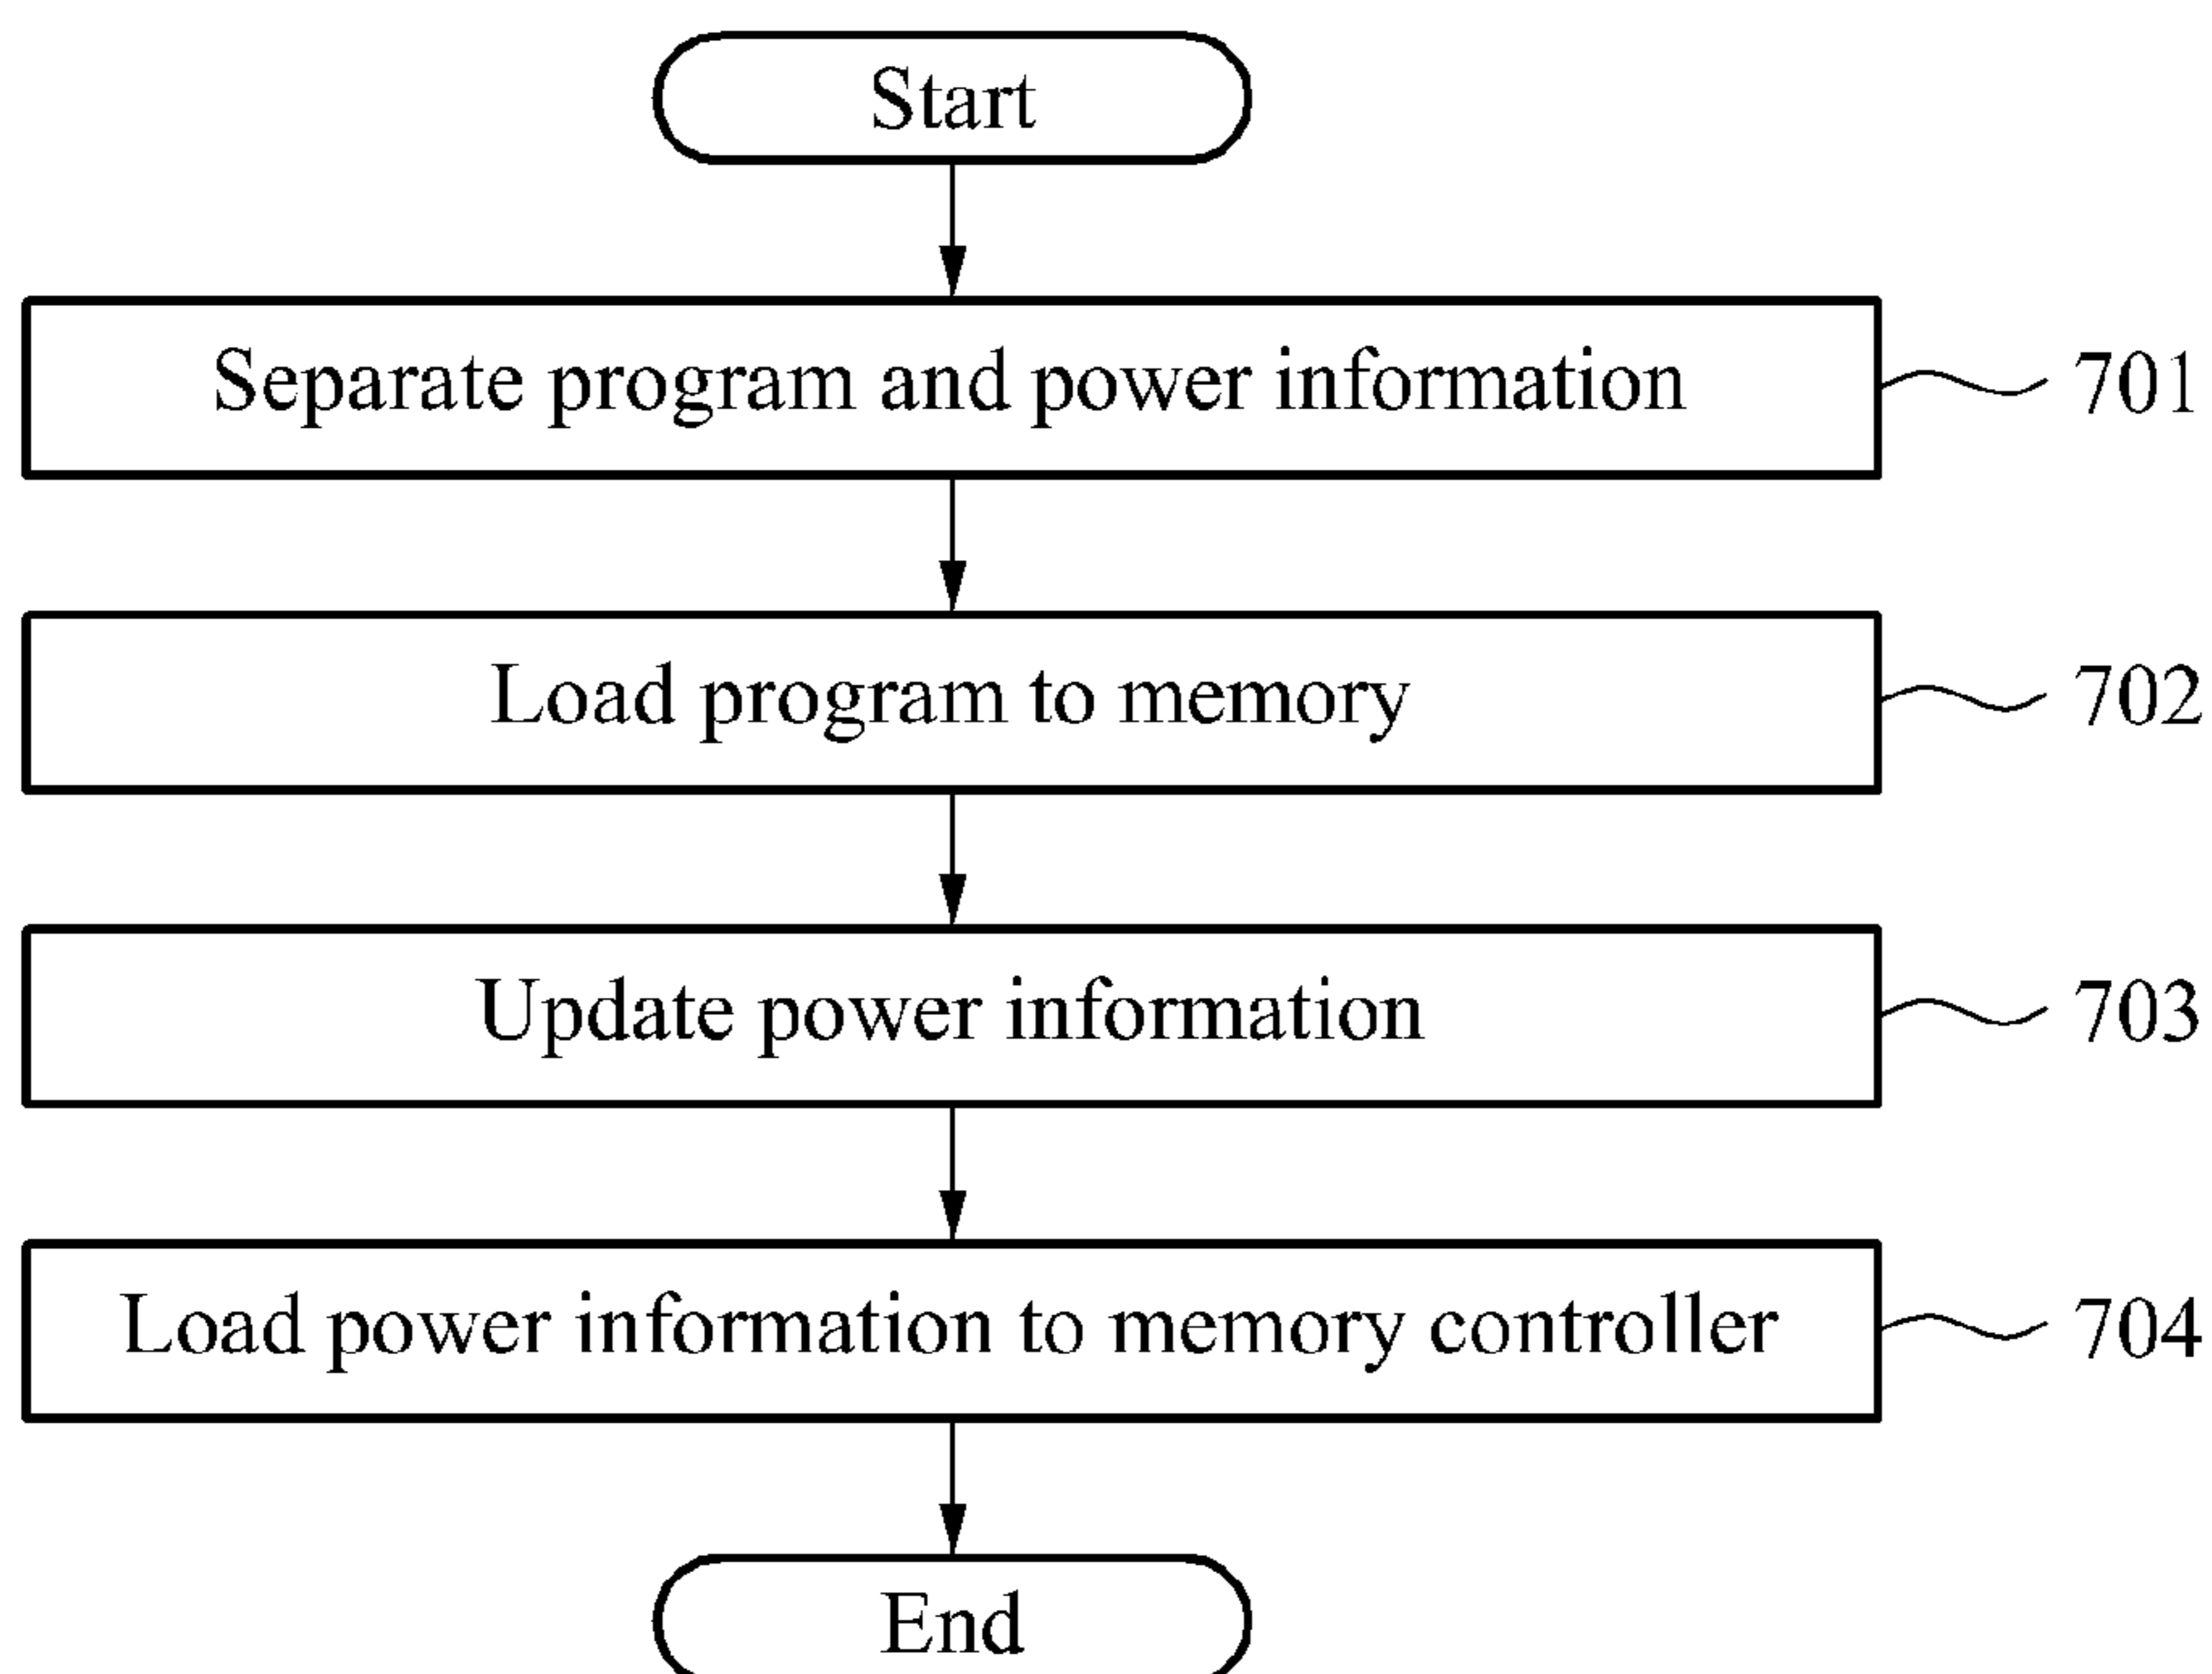 Start
Separate program and power information
701
Load program to memory
702
Update power information
703
Load power information to memory controller
704
End